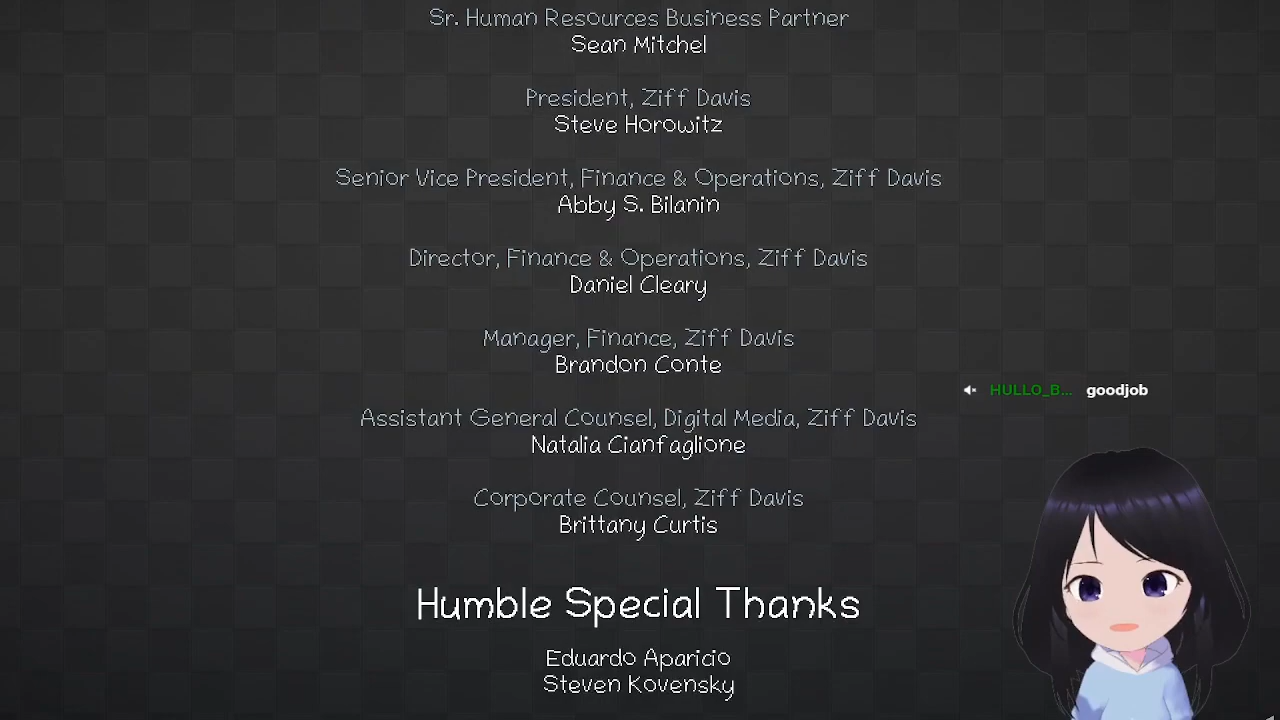 Sr. Human Resources Business Partner
Sean Mitchel
President, Ziff Davis
Steve Horowitz
Senior Vice President, Finance & Operations, Ziff Davis
Abby S. Bilanin
Director, Finance & Operations, Ziff Davis
Daniel Cleary
Manager, Finance, Ziff Davis
Brandon Conte
HULLO_B... goodjob
Assistant General Counsel, Digital Media, Ziff Davis
Natalia Cianfaglione
Corporate Counsel, Ziff Davis
Brittany Curtis
Humble Special Thanks
Eduardo Aparicio
Steven Kovensky